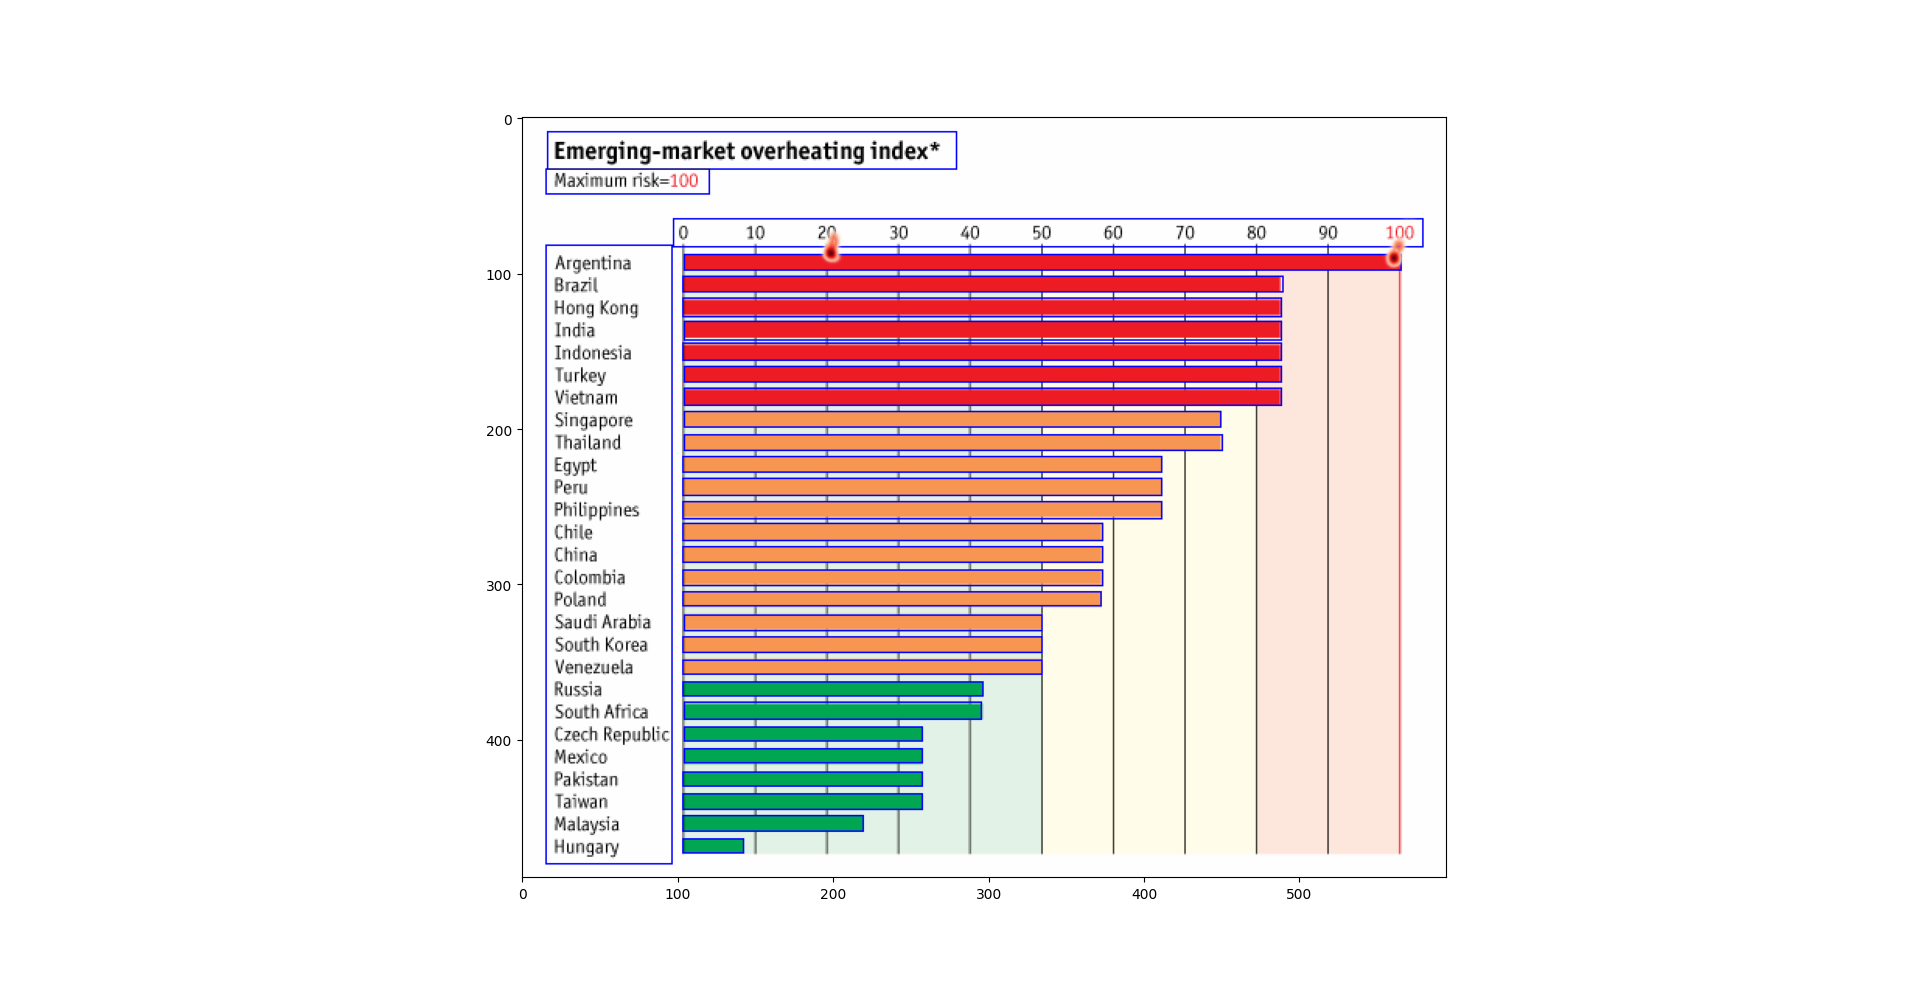 Emerging-market overheating index*
Maximum risk=100
0 10 20 30 40 50 60 70 80 90 100
Argentina
Brazil
Hong Kong
India
Indonesia
Turkey
Vietnam
Singapore
Thailand
Egypt
Peru
Philippines
Chile
China
Colombia
Poland
Saudi Arabia
South Korea
Venezuela
Russia
South Africa
Czech Republic
Mexico
Pakistan
Taiwan
Malaysia
Hungary
0
100
200
300
400
0 100 200 300 400 500